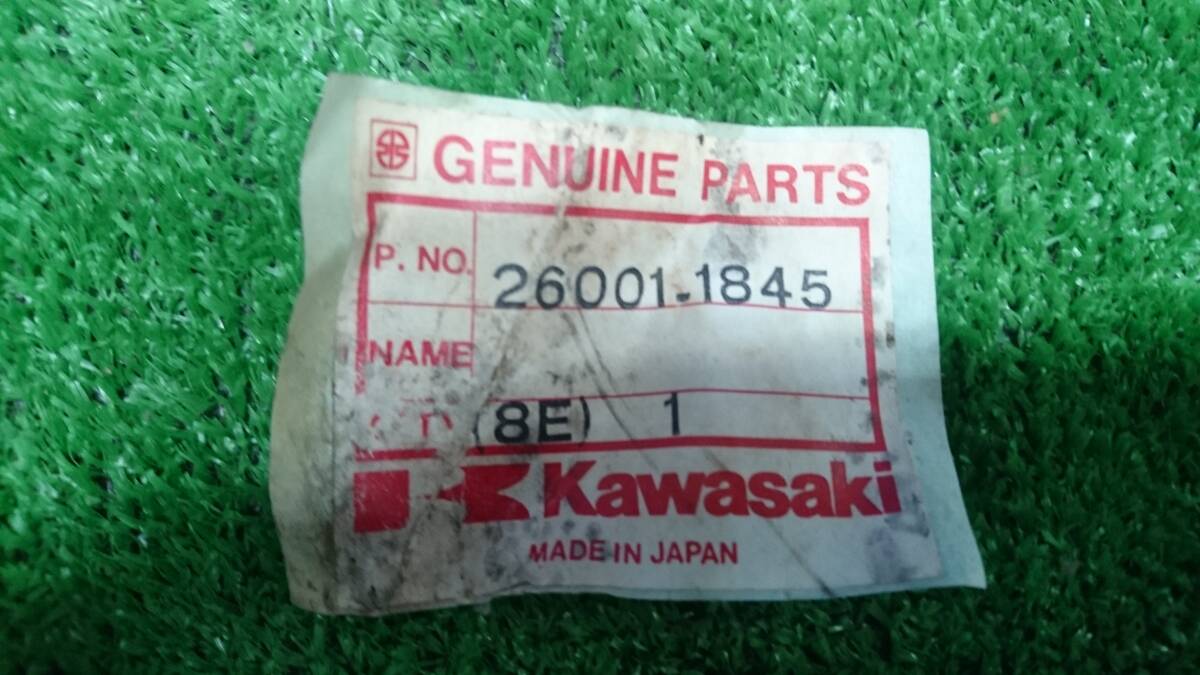 GENUINE PARTS
P. NO. 26001-1845
NAME
(8E) 1
Kawasaki
MADE IN JAPAN